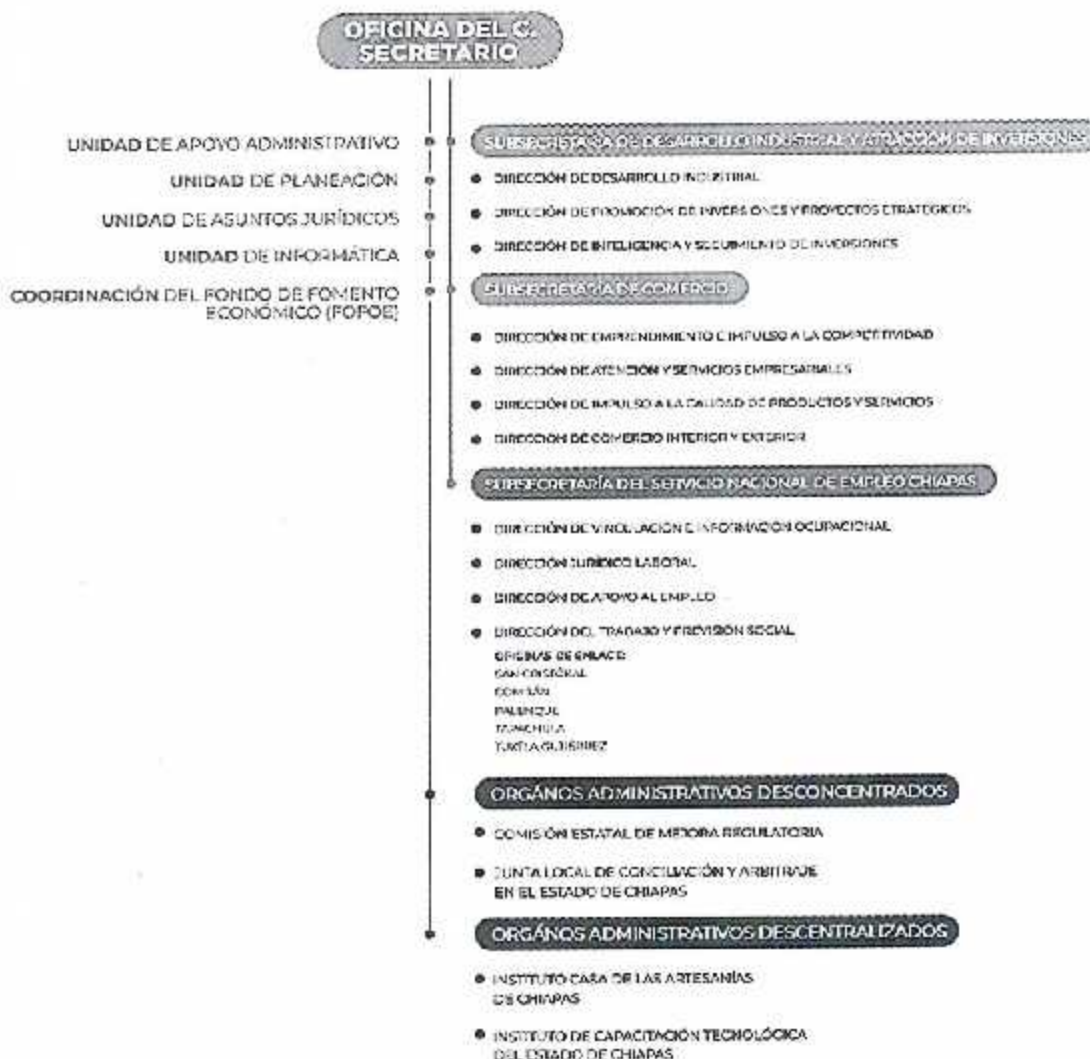 OFICINA DEL C.
SECRETARIO
UNIDAD DE APOYO ADMINISTRATIVO
UNIDAD DE PLANEACIÓN
UNIDAD DE ASUNTOS JURÍDICOS
UNIDAD DE INFORMÁTICA
COORDINACIÓN DEL FONDO DE FOMENTO
ECONÓMICO (FOFOE)
SUBSECRETARÍA DE DESARROLLO INDUSTRIAL Y ATRACCIÓN DE INVERSIONES
DIRECCIÓN DE DESARROLLO INDUSTRIAL
DIRECCIÓN DE PROMOCIÓN DE INVERSIONES Y PROYECTOS ETRATÉGICOS
DIRECCIÓN DE INTELIGENCIA Y SEGUIMIENTO DE INVERSIONES
SUBSECRETARÍA DE COMERCIO
DIRECCIÓN DE EMPRENDIMIENTO E IMPULSO A LA COMPETITIVIDAD
DIRECCIÓN DE ATENCIÓN Y SERVICIOS EMPRESARIALES
DIRECCIÓN DE IMPULSO A LA CALIDAD DE PRODUCTOS Y SERVICIOS
DIRECCIÓN DE COMERCIO INTERIOR Y EXTERIOR
SUBSECRETARÍA DEL SERVICIO NACIONAL DE EMPLEO CHIAPAS
DIRECCIÓN DE VINCULACIÓN E INFORMACIÓN OCUPACIONAL
DIRECCIÓN JURÍDICO LABORAL
DIRECCIÓN DE APOYO AL EMPLEO
DIRECCIÓN DEL TRABAJO Y PREVISIÓN SOCIAL
OFICINAS DE ENLACE:
SAN CRISTÓBAL
COMITÁN
PALENQUE
TAPACHULA
TUXTLA GUTIÉRREZ
ORGÁNOS ADMINISTRATIVOS DESCONCENTRADOS
COMISIÓN ESTATAL DE MEJORA REGULATORIA
JUNTA LOCAL DE CONCILIACIÓN Y ARBITRAJE
EN EL ESTADO DE CHIAPAS
ORGÁNOS ADMINISTRATIVOS DESCENTRALIZADOS
INSTITUTO CASA DE LAS ARTESANÍAS
DE CHIAPAS
INSTITUTO DE CAPACITACIÓN TECNOLÓGICA
DEL ESTADO DE CHIAPAS